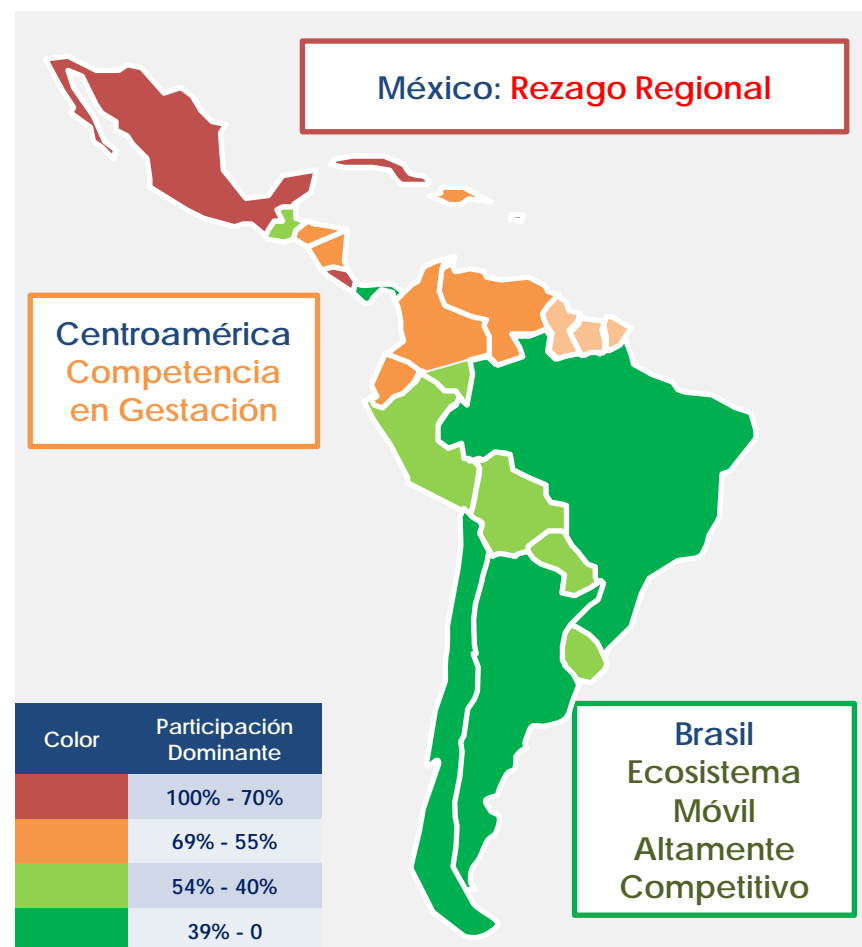 México: Rezago Regional
Centroamérica
Competencia
en Gestación
Color
Participación
Dominante
100% - 70%
69% - 55%
54% - 40%
39% - 0
Brasil
Ecosistema
Móvil
Altamente
Competitivo